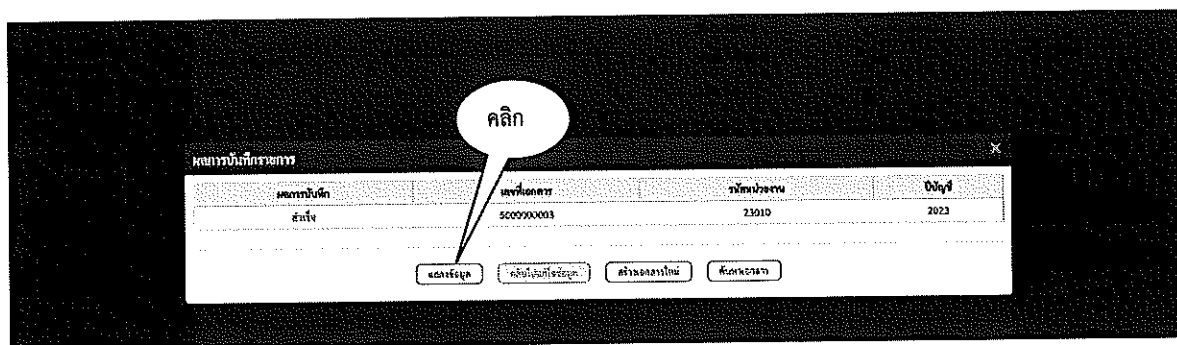 คลิก
ผลการบันทึกรายการ ×
ผลการบันทึก เลขที่เอกสาร รหัสหน่วยงาน ปีบัญชี
สำเร็จ 5000000003 23010 2023
แสดงข้อมูล กลับไปแก้ไขข้อมูล สร้างเอกสารใหม่ ค้นหาเอกสาร